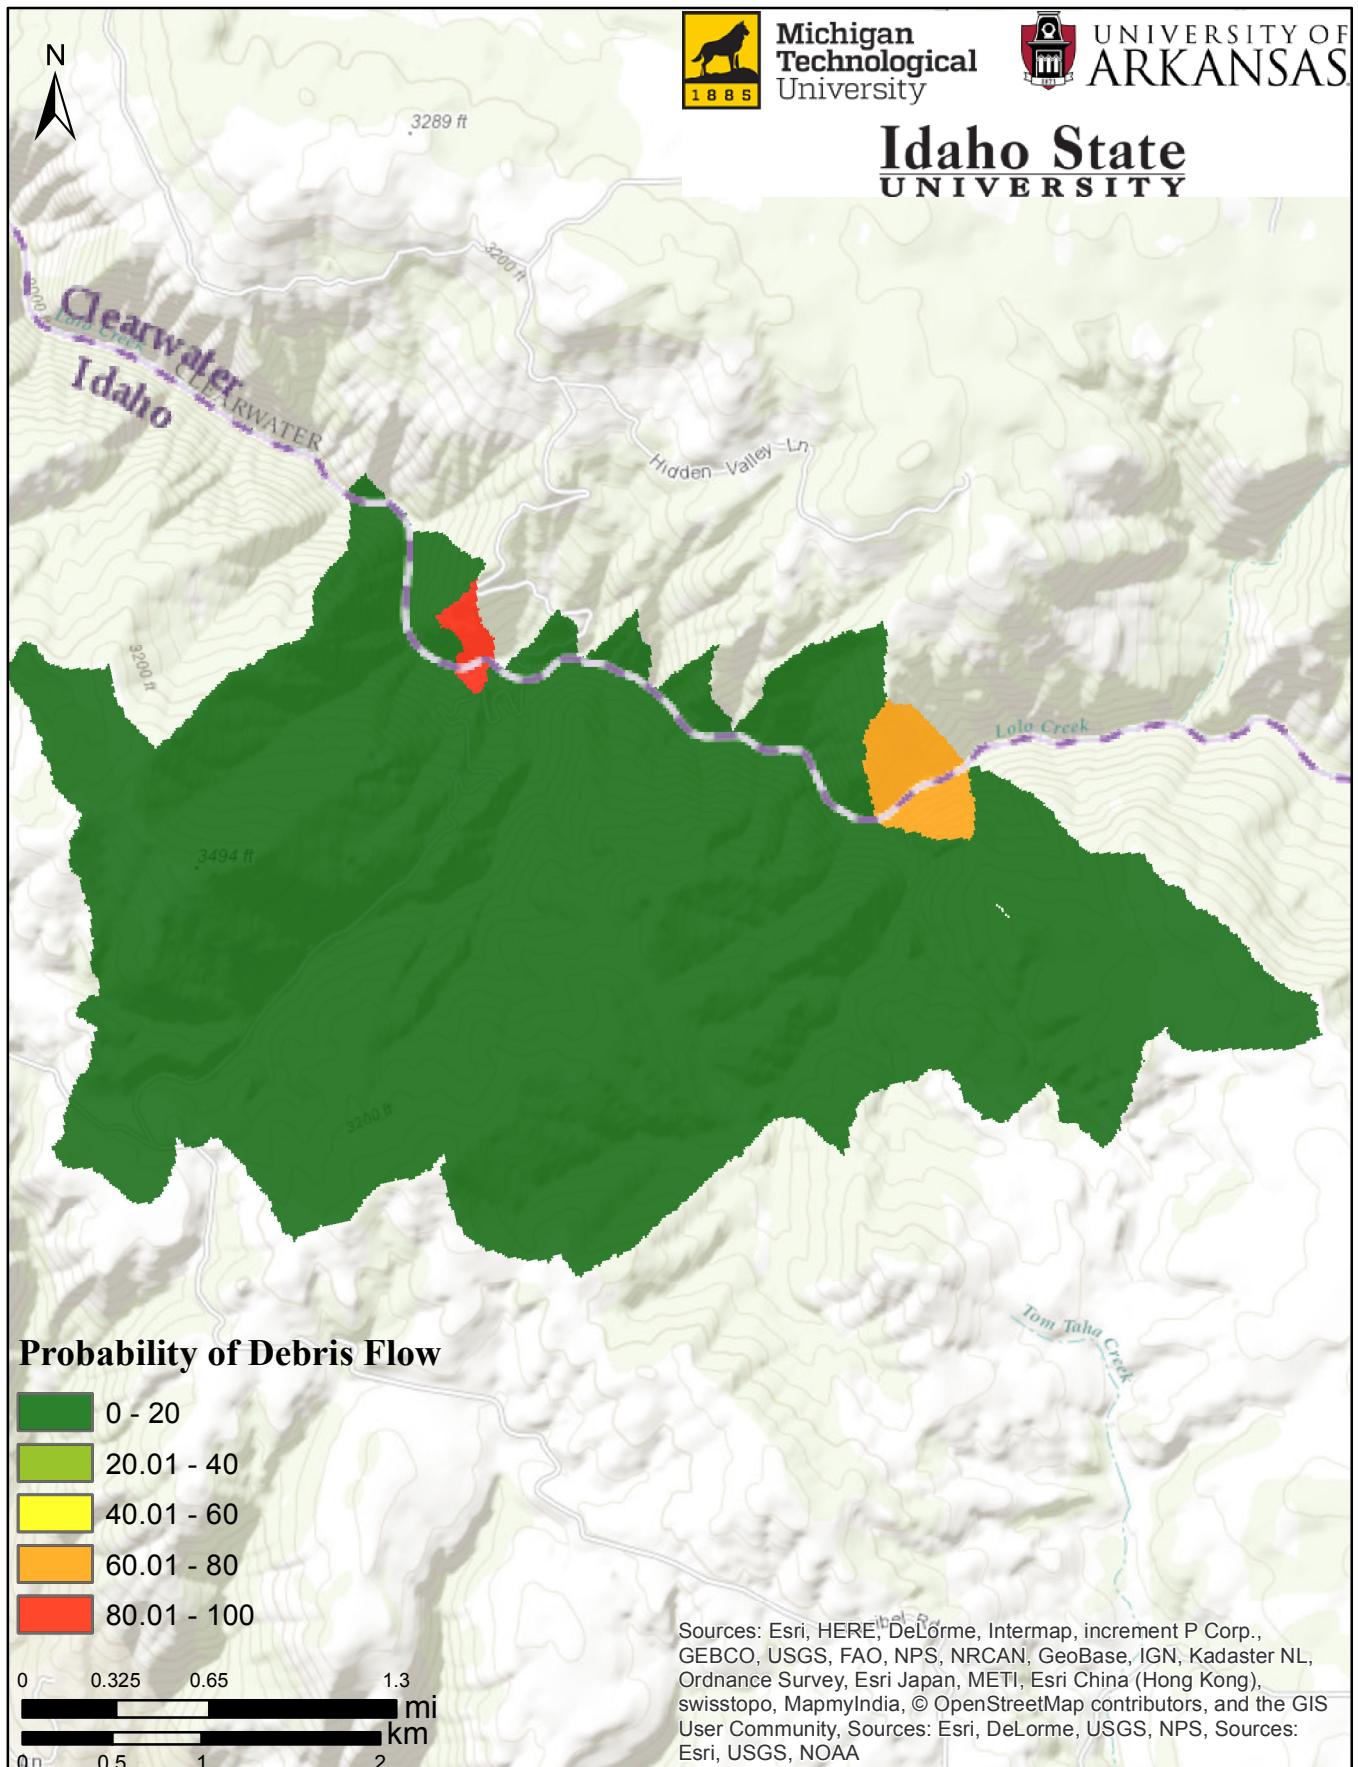 N
Michigan
Technological
University
1885
UNIVERSITY OF
ARKANSAS
Idaho State
UNIVERSITY
3289 ft
3200 ft
Clearwater
Lolo Creek
Idaho
CLEARWATER
Hidden Valley Ln
3200 ft
Lolo Creek
3494 ft
3200 ft
Tom Taha Creek
Probability of Debris Flow
0 - 20
20.01 - 40
40.01 - 60
60.01 - 80
80.01 - 100
0 0.325 0.65 1.3
mi
km
0 0.5 1 2
Sources: Esri, HERE, DeLorme, Intermap, increment P Corp.,
GEBCO, USGS, FAO, NPS, NRCAN, GeoBase, IGN, Kadaster NL,
Ordnance Survey, Esri Japan, METI, Esri China (Hong Kong),
swisstopo, MapmyIndia, © OpenStreetMap contributors, and the GIS
User Community, Sources: Esri, DeLorme, USGS, NPS, Sources:
Esri, USGS, NOAA